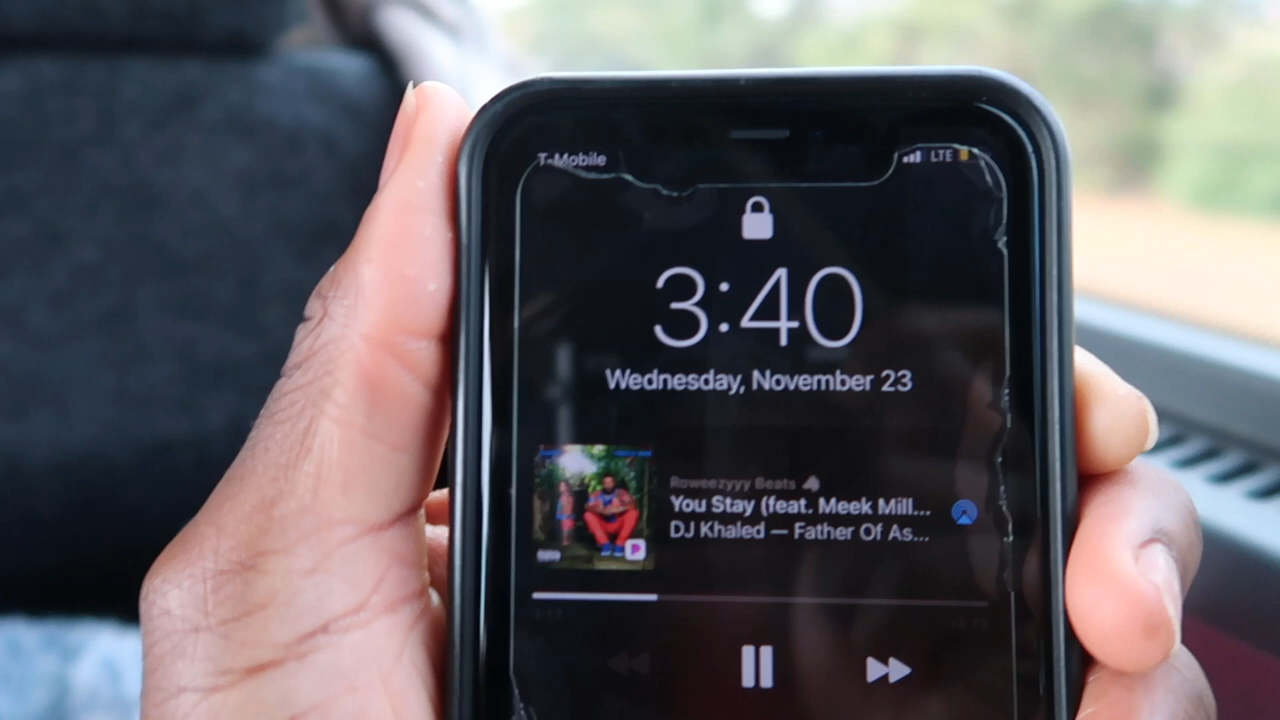 T-Mobile
LTE
3:40
Wednesday, November 23
Roweezyyy Beats
You Stay (feat. Meek Mill...
DJ Khaled — Father Of As...
P